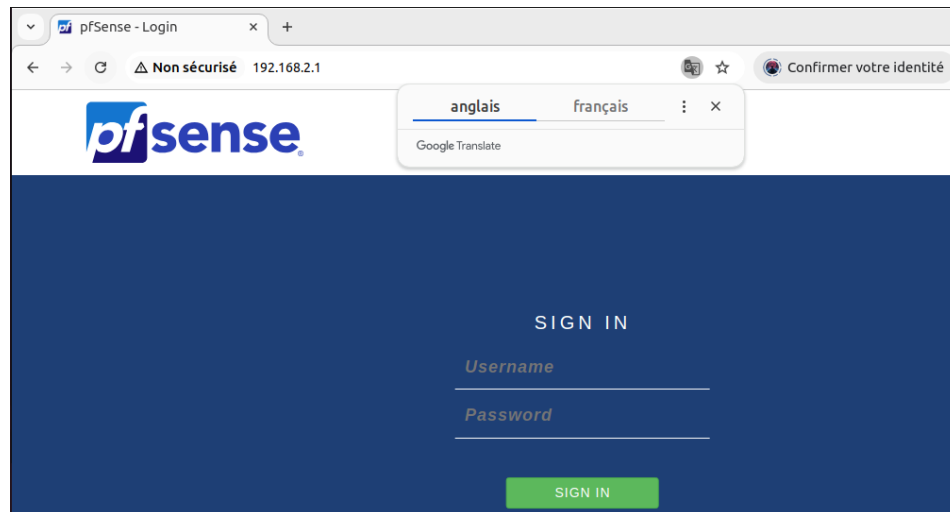 pfSense - Login
Non sécurisé 192.168.2.1
Confirmer votre identité
anglais français
Google Translate
pfsense
SIGN IN
Username
Password
SIGN IN